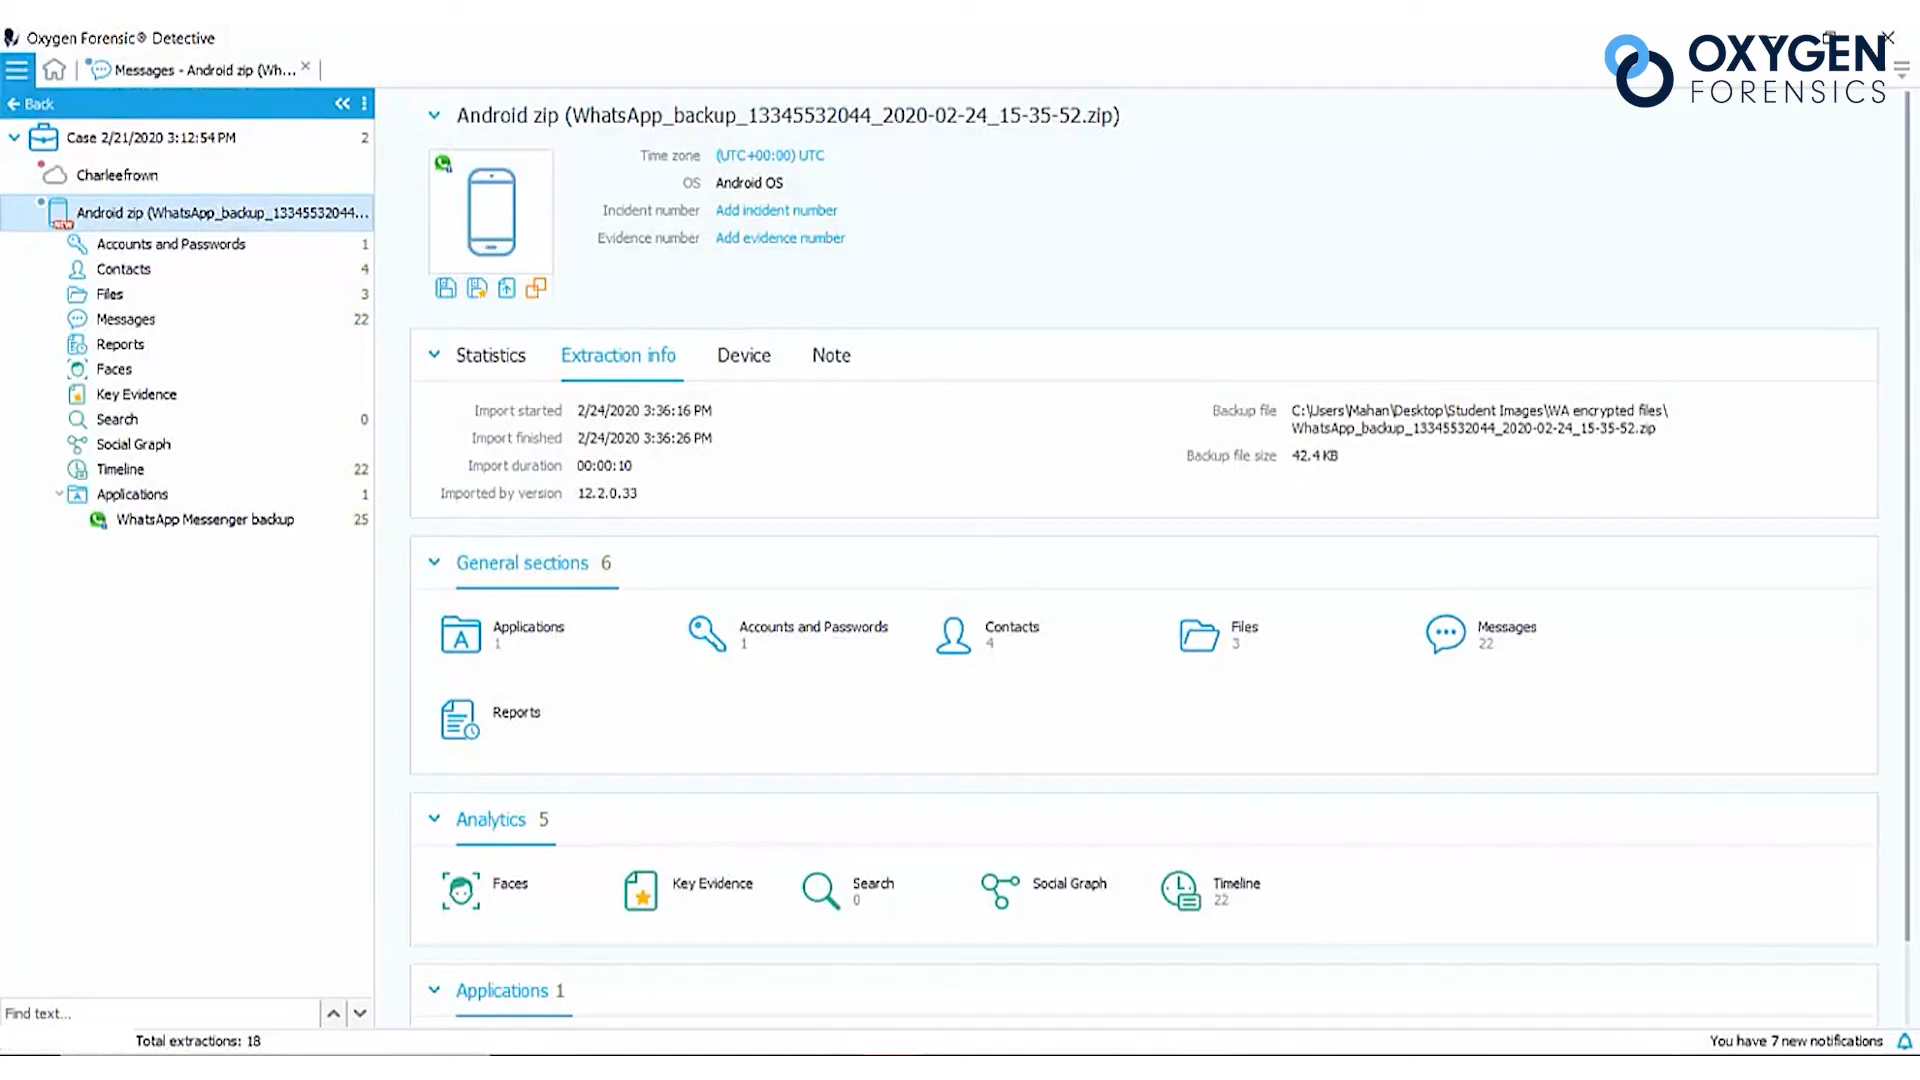 Oxygen Forensic® Detective
OXYGEN
FORENSICS
Messages - Android zip (Wh...
Back
Case 2/21/2020 3:12:54 PM 2
Charleefrown
Android zip (WhatsApp_backup_13345532044...
NEW
Accounts and Passwords 1
Contacts 4
Files 3
Messages 22
Reports
Faces
Key Evidence
Search 0
Social Graph
Timeline 22
Applications 1
WhatsApp Messenger backup 25
Find text...
Android zip (WhatsApp_backup_13345532044_2020-02-24_15-35-52.zip)
Time zone (UTC+00:00) UTC
OS Android OS
Incident number Add incident number
Evidence number Add evidence number
Statistics Extraction info Device Note
Import started 2/24/2020 3:36:16 PM
Import finished 2/24/2020 3:36:26 PM
Import duration 00:00:10
Imported by version 12.2.0.33
Backup file C:\Users\Mahan\Desktop\Student Images\WA encrypted files\
WhatsApp_backup_13345532044_2020-02-24_15-35-52.zip
Backup file size 42.4 KB
General sections 6
Applications
1
Accounts and Passwords
1
Contacts
4
Files
3
Messages
22
Reports
Analytics 5
Faces
Key Evidence
Search
0
Social Graph
Timeline
22
Applications 1
Total extractions: 18
You have 7 new notifications